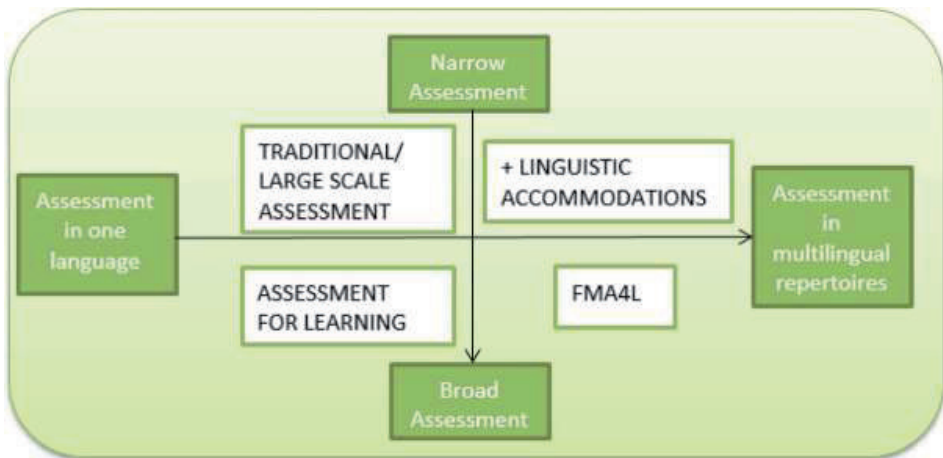 Narrow
Assessment
TRADITIONAL/
LARGE SCALE
ASSESSMENT
+ LINGUISTIC
ACCOMMODATIONS
Assessment
in one
language
Assessment
in
multilingual
repertoires
ASSESSMENT
FOR LEARNING
FMA4L
Broad
Assessment